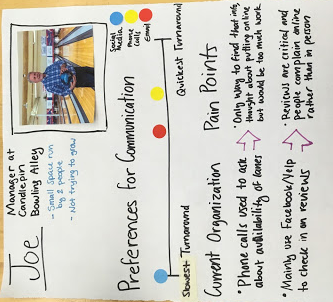 Joe
Manager at
Candlepin
Bowling Alley
- Small space run
by 2 people
- Not trying to grow
Preferences for Communication
Social
Media
Phone
Calls
Email
Slowest Turnaround
Quickest Turnaround
Current Organization
• Phone calls used to ask
about availability of lanes
• Mainly use Facebook/Yelp
to check in on reviews
Pain Points
• Only way to find that info,
thought about putting online
but would be too much work
• Reviews are critical and
people complain online
rather than in person